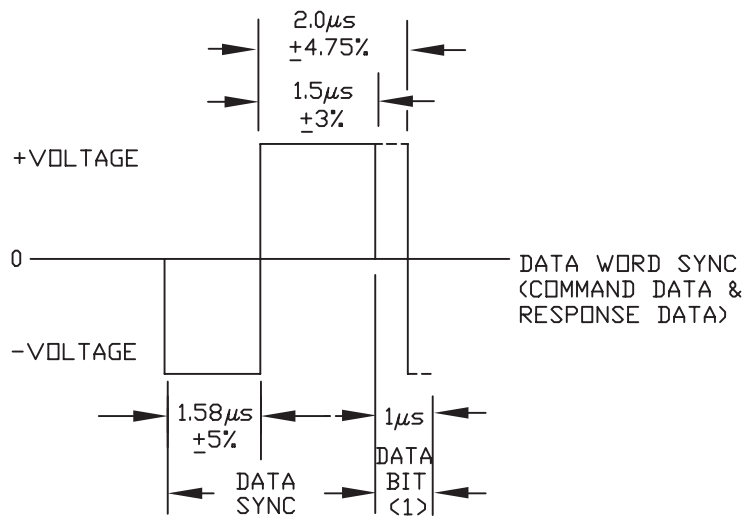 2.0μs
±4.75%
1.5μs
±3%
+VOLTAGE
0
DATA WORD SYNC
(COMMAND DATA &
RESPONSE DATA)
-VOLTAGE
1.58μs
±5%
1μs
DATA
BIT
(1)
DATA
SYNC